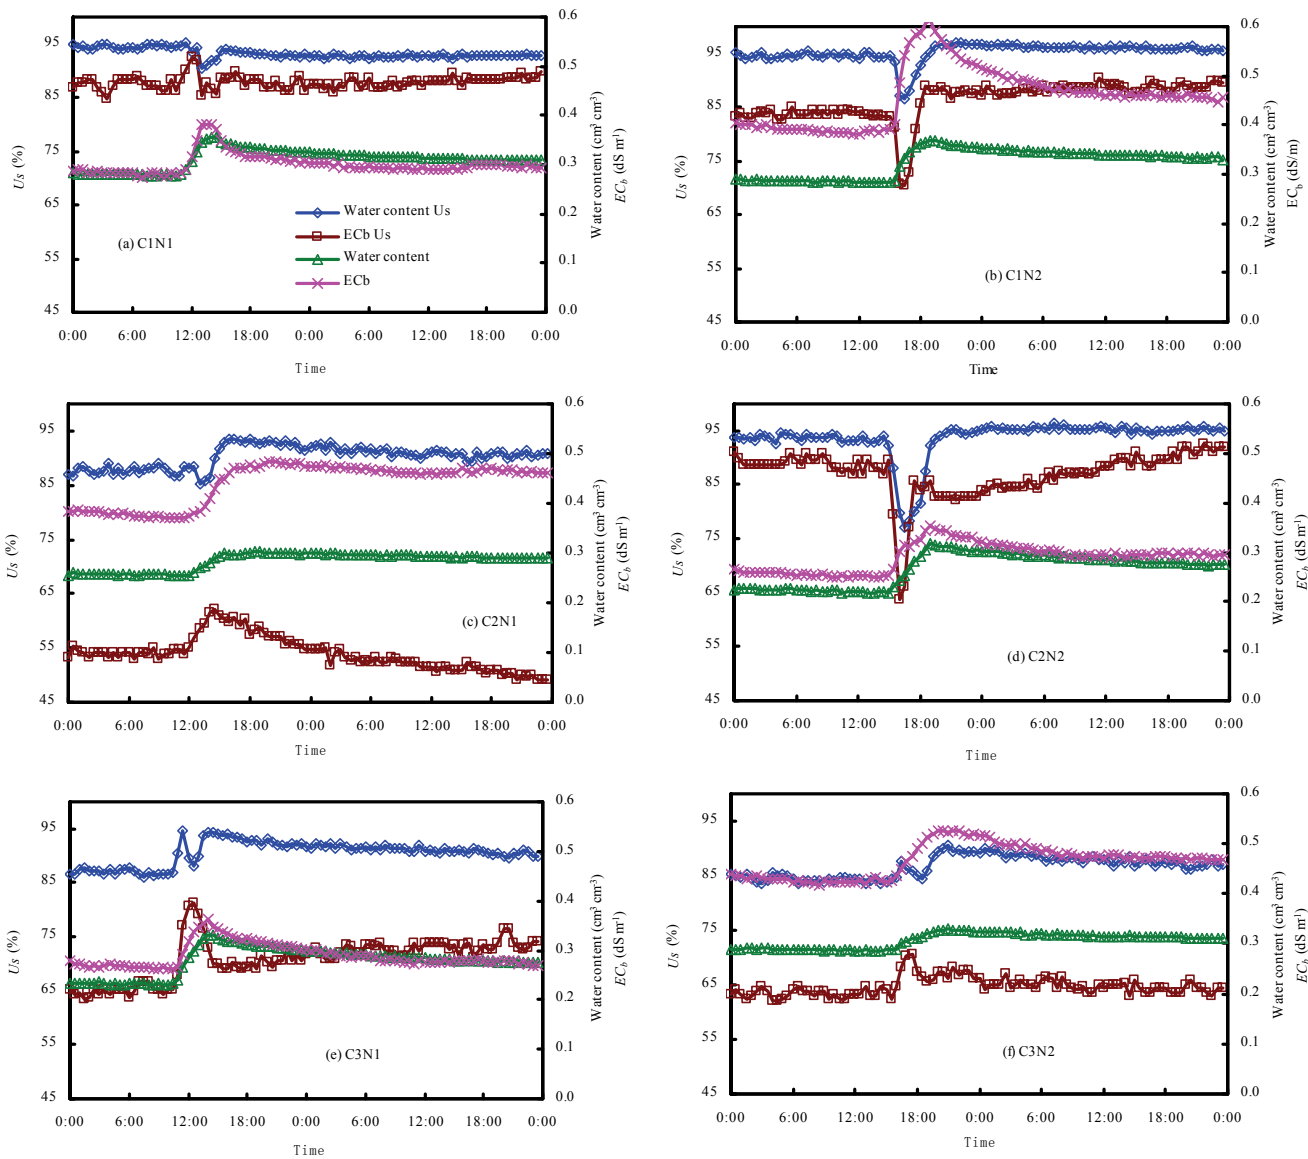 95
85
75
65
55
45
Us (%)
0.6
0.5
0.4
0.3
0.2
0.1
0.0
Water content (cm³ cm⁻³)
EC_b (dS m⁻¹)
Water content Us
ECb Us
Water content
ECb
(a) C1N1
0:00 6:00 12:00 18:00 0:00 6:00 12:00 18:00 0:00
Time
95
85
75
65
55
45
Us (%)
0.6
0.5
0.4
0.3
0.2
0.1
0.0
Water content (cm³ cm⁻³)
EC_b (dS/m)
(b) C1N2
0:00 6:00 12:00 18:00 0:00 6:00 12:00 18:00 0:00
Time
95
85
75
65
55
45
Us (%)
0.6
0.5
0.4
0.3
0.2
0.1
0.0
Water content (cm³ cm⁻³)
EC_b (dS m⁻¹)
(c) C2N1
0:00 6:00 12:00 18:00 0:00 6:00 12:00 18:00 0:00
Time
95
85
75
65
55
45
Us (%)
0.6
0.5
0.4
0.3
0.2
0.1
0.0
Water content (cm³ cm⁻³)
EC_b (dS m⁻¹)
(d) C2N2
0:00 6:00 12:00 18:00 0:00 6:00 12:00 18:00 0:00
Time
95
85
75
65
55
45
Us (%)
0.6
0.5
0.4
0.3
0.2
0.1
0.0
Water content (cm³ cm⁻³)
EC_b (dS m⁻¹)
(e) C3N1
0:00 6:00 12:00 18:00 0:00 6:00 12:00 18:00 0:00
Time
95
85
75
65
55
45
Us (%)
0.6
0.5
0.4
0.3
0.2
0.1
0.0
Water content (cm³ cm⁻³)
EC_b (dS m⁻¹)
(f) C3N2
0:00 6:00 12:00 18:00 0:00 6:00 12:00 18:00 0:00
Time